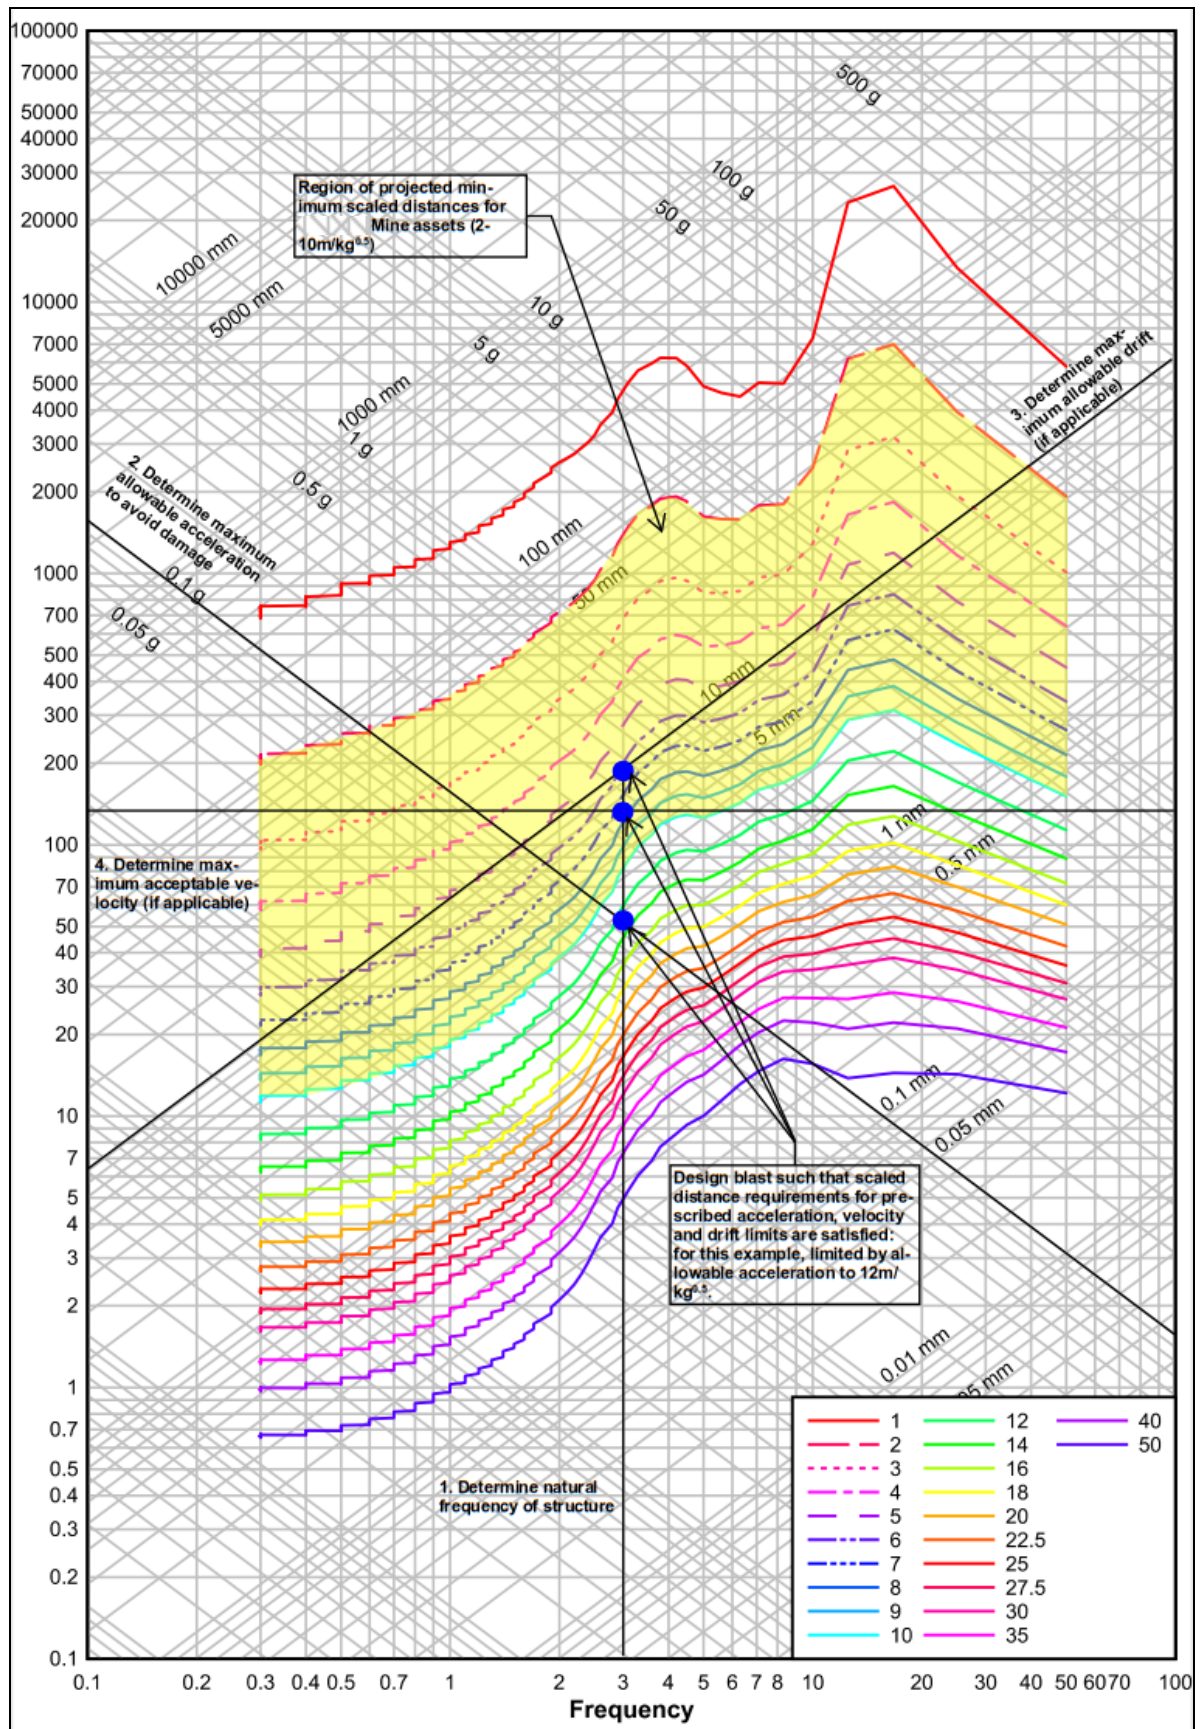 100000
70000
50000
40000
30000
20000
10000
7000
5000
4000
3000
2000
1000
700
500
400
300
200
100
70
50
40
30
20
10
7
5
4
3
2
1
0.7
0.5
0.4
0.3
0.2
0.1
500 g
100 g
50 g
10 g
5 g
1 g
0.5 g
0.1 g
0.05 g
10000 mm
5000 mm
1000 mm
100 mm
50 mm
10 mm
5 mm
1 mm
0.5 mm
0.1 mm
0.05 mm
0.01 mm
05 mm
Region of projected min-
imum scaled distances for
Mine assets (2-
10m/kg⁰·⁵)
2. Determine maximum
allowable acceleration
to avoid damage
3. Determine max-
imum allowable drift
(if applicable)
4. Determine max-
imum acceptable ve-
locity (if applicable)
Design blast such that scaled
distance requirements for pre-
scribed acceleration, velocity
and drift limits are satisfied:
for this example, limited by al-
lowable acceleration to 12m/
kg⁰·⁵.
1. Determine natural
frequency of structure
1
2
3
4
5
6
7
8
9
10
12
14
16
18
20
22.5
25
27.5
30
35
40
50
0.1 0.2 0.3 0.4 0.5 0.7 1 2 3 4 5 6 7 8 10 20 30 40 50 60 70 100
Frequency